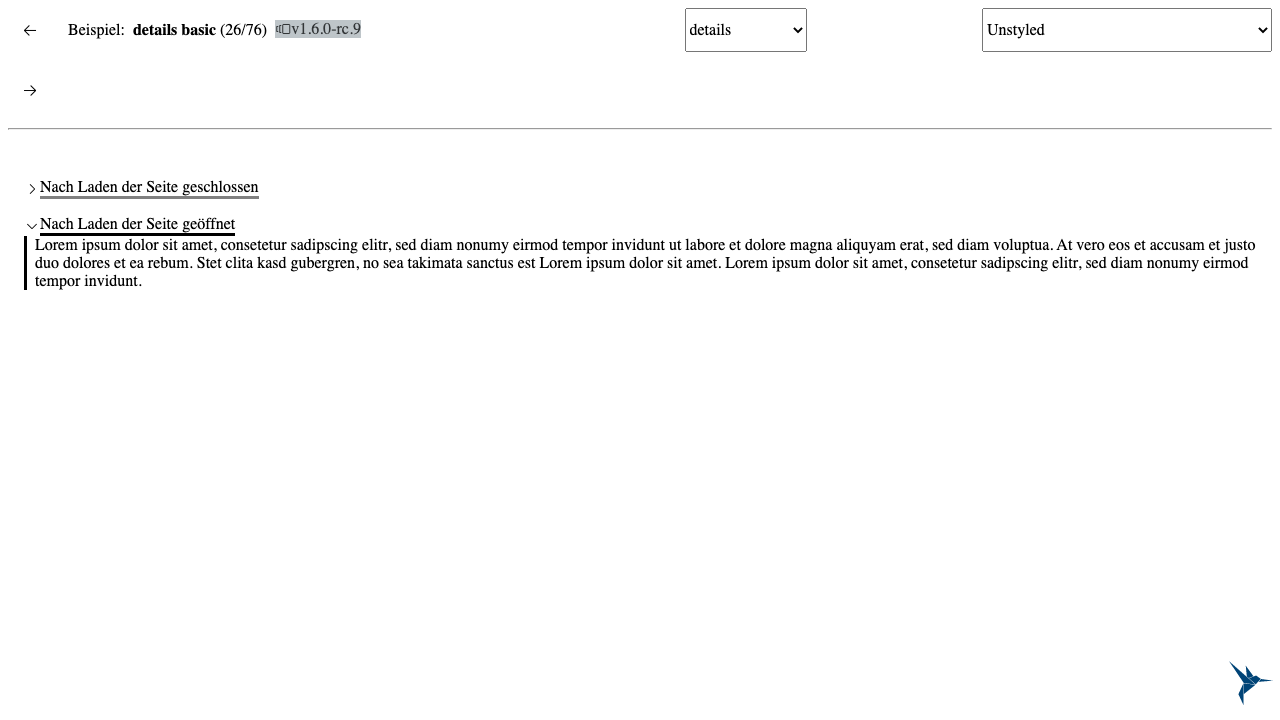 Beispiel: details basic (26/76) v1.6.0-rc.9 details Unstyled
Nach Laden der Seite geschlossen
Nach Laden der Seite geöffnet
Lorem ipsum dolor sit amet, consetetur sadipscing elitr, sed diam nonumy eirmod tempor invidunt ut labore et dolore magna aliquyam erat, sed diam voluptua. At vero eos et accusam et justo
duo dolores et ea rebum. Stet clita kasd gubergren, no sea takimata sanctus est Lorem ipsum dolor sit amet. Lorem ipsum dolor sit amet, consetetur sadipscing elitr, sed diam nonumy eirmod
tempor invidunt.